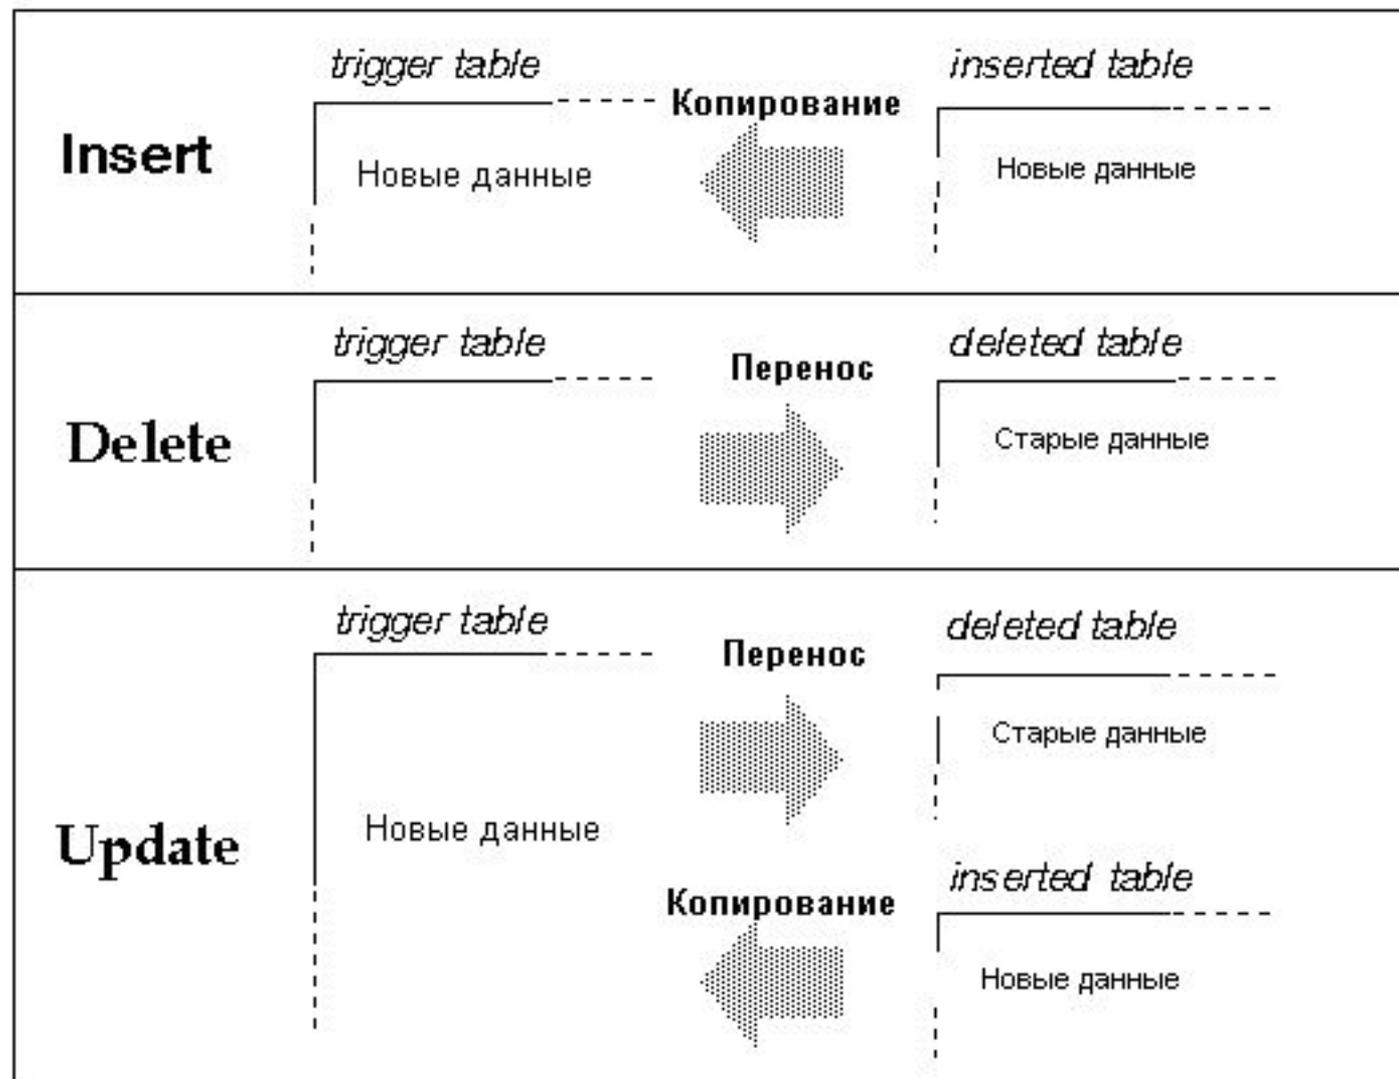 trigger table
inserted table
Копирование
Insert
Новые данные
Новые данные
trigger table
deleted table
Перенос
Delete
Старые данные
trigger table
deleted table
Перенос
Старые данные
Новые данные
Update
inserted table
Копирование
Новые данные